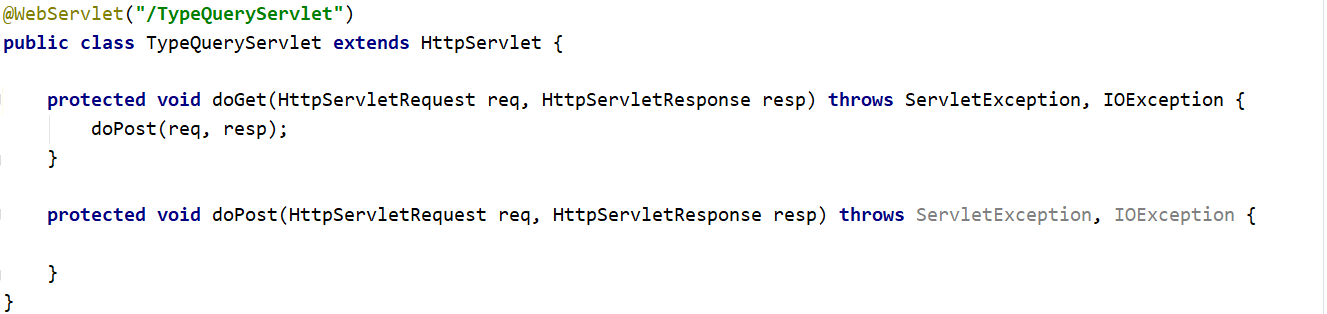 @WebServlet("/TypeQueryServlet")
public class TypeQueryServlet extends HttpServlet {
protected void doGet(HttpServletRequest req, HttpServletResponse resp) throws ServletException, IOException {
doPost(req, resp);
}
protected void doPost(HttpServletRequest req, HttpServletResponse resp) throws ServletException, IOException {
}
}